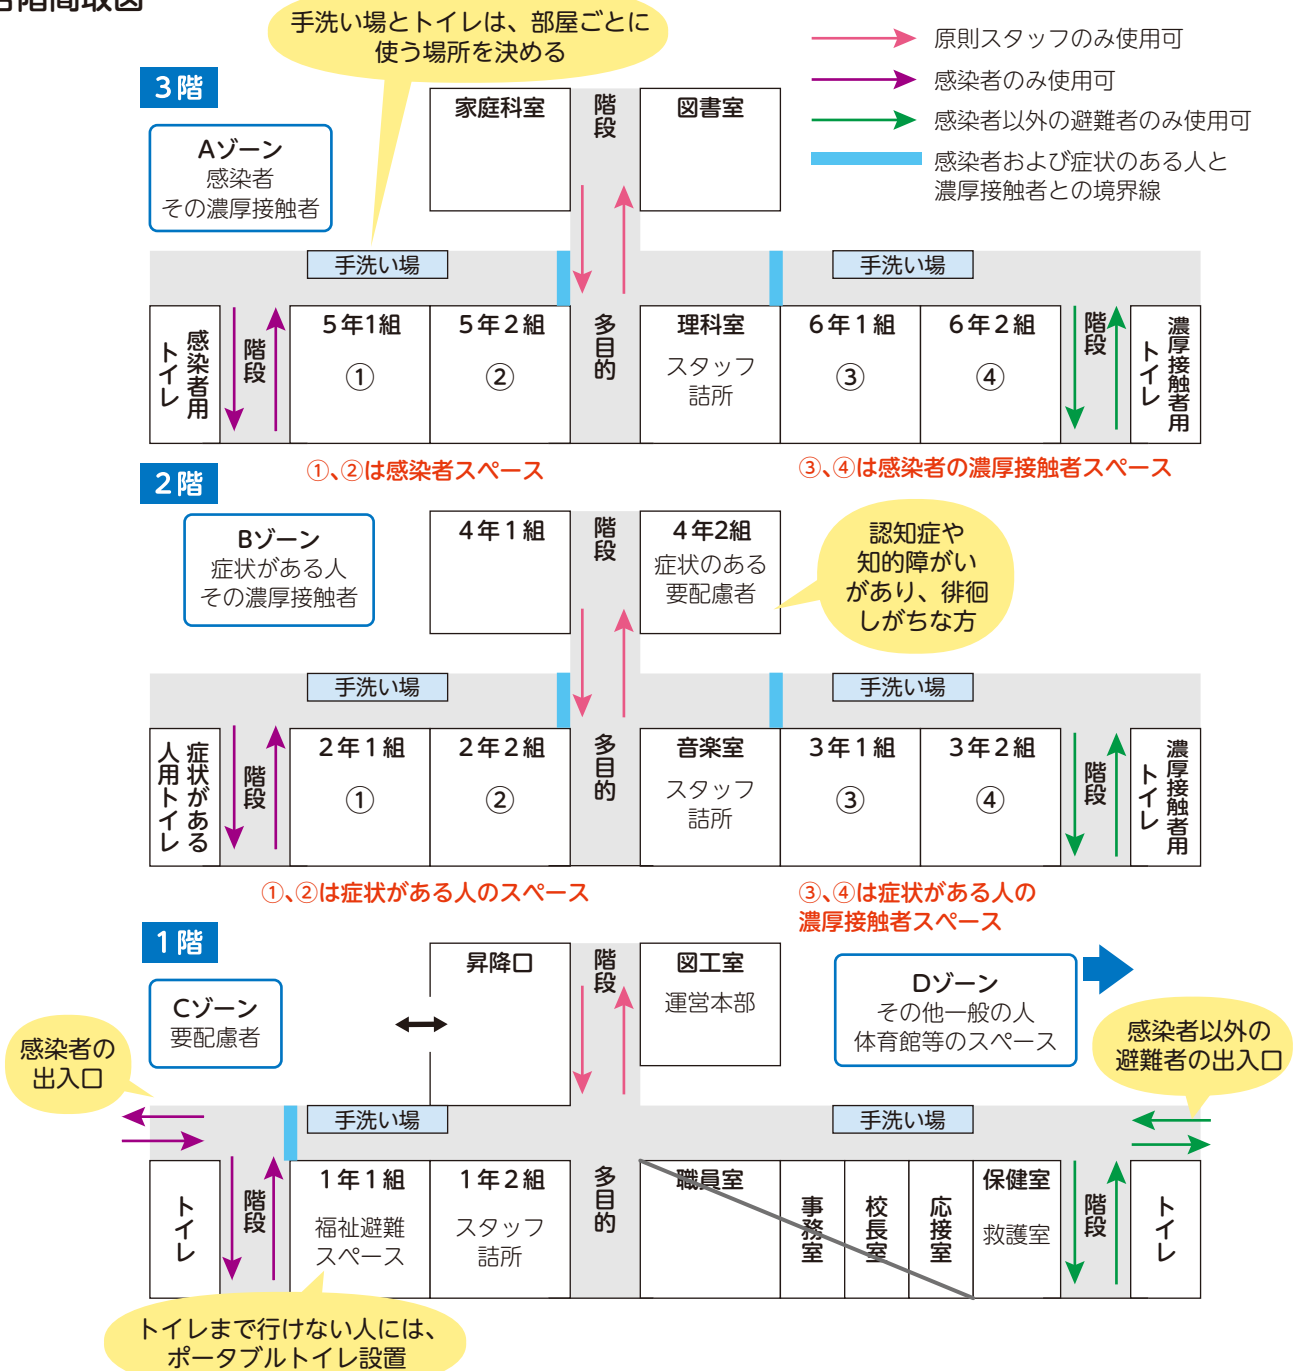 階間取図
手洗い場とトイレは、部屋ごとに
使う場所を決める
原則スタッフのみ使用可
感染者のみ使用可
感染者以外の避難者のみ使用可
感染者および症状のある人と
濃厚接触者との境界線
3階
Aゾーン
感染者
その濃厚接触者
家庭科室
階段
図書室
手洗い場
手洗い場
感染者用
トイレ
階段
5年1組
①
5年2組
②
多目的
理科室
スタッフ
詰所
6年1組
③
6年2組
④
階段
濃厚接触者用
トイレ
①、②は感染者スペース
③、④は感染者の濃厚接触者スペース
2階
Bゾーン
症状がある人
その濃厚接触者
4年1組
階段
4年2組
症状のある
要配慮者
認知症や
知的障がい
があり、徘徊
しがちな方
手洗い場
手洗い場
症状がある
人用トイレ
階段
2年1組
①
2年2組
②
多目的
音楽室
スタッフ
詰所
3年1組
③
3年2組
④
階段
濃厚接触者用
トイレ
①、②は症状がある人のスペース
③、④は症状がある人の
濃厚接触者スペース
1階
Cゾーン
要配慮者
感染者の
出入口
昇降口
階段
図工室
運営本部
Dゾーン
その他一般の人
体育館等のスペース
感染者以外の
避難者の出入口
手洗い場
手洗い場
トイレ
階段
1年1組
福祉避難
スペース
1年2組
スタッフ
詰所
多目的
職員室
事務室
校長室
応接室
保健室
救護室
階段
トイレ
トイレまで行けない人には、
ポータブルトイレ設置